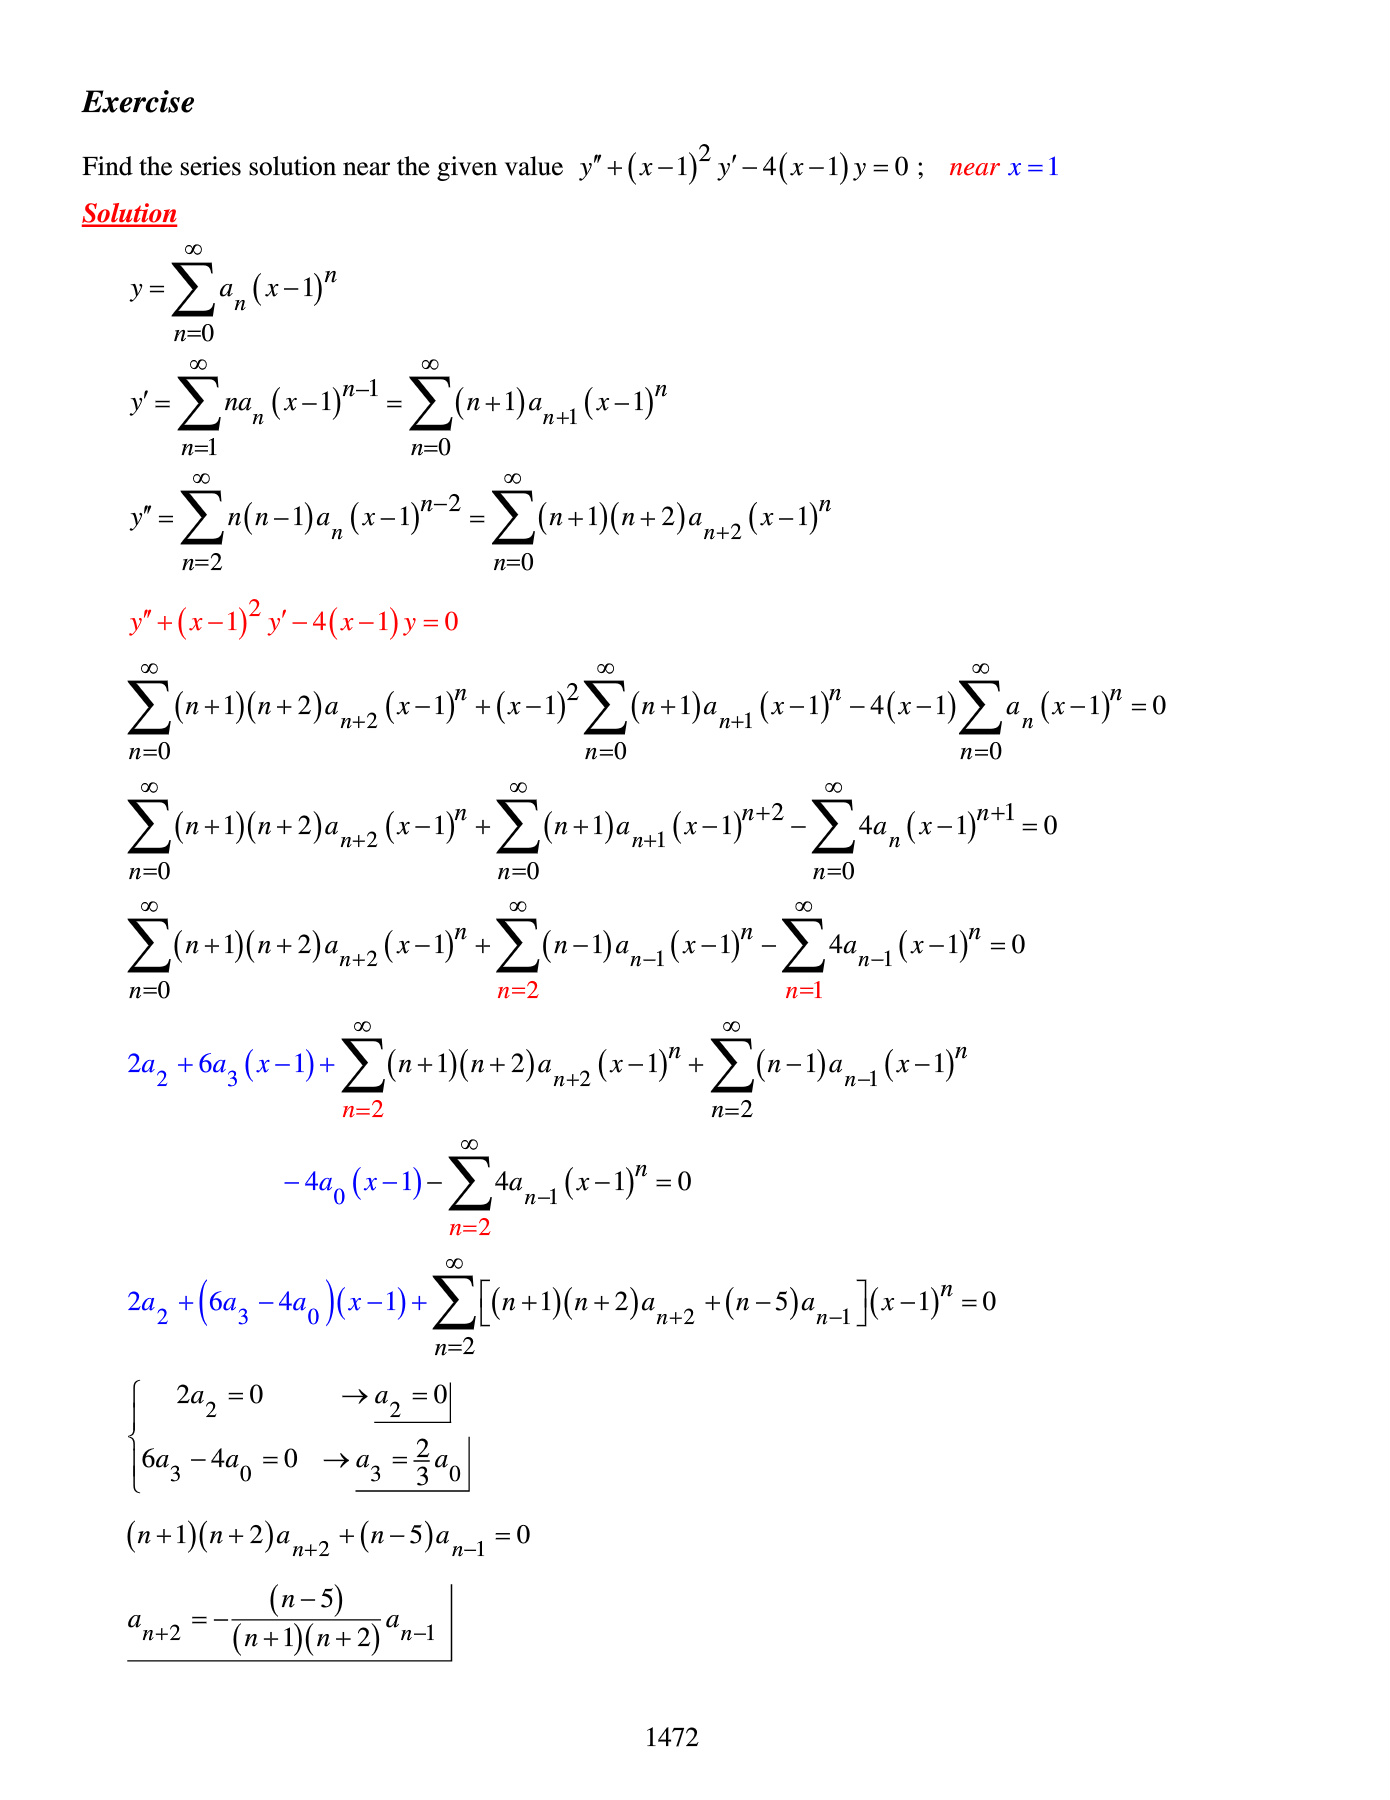 Exercise
Find the series solution near the given value $y'' + (x-1)^2 y' - 4(x-1)y = 0$ ; near $x = 1$
Solution
$y = \sum_{n=0}^{\infty} a_n (x-1)^n$
$y' = \sum_{n=1}^{\infty} na_n (x-1)^{n-1} = \sum_{n=0}^{\infty} (n+1)a_{n+1} (x-1)^n$
$y'' = \sum_{n=2}^{\infty} n(n-1)a_n (x-1)^{n-2} = \sum_{n=0}^{\infty} (n+1)(n+2)a_{n+2} (x-1)^n$
$y'' + (x-1)^2 y' - 4(x-1)y = 0$
$\sum_{n=0}^{\infty} (n+1)(n+2)a_{n+2} (x-1)^n + (x-1)^2 \sum_{n=0}^{\infty} (n+1)a_{n+1} (x-1)^n - 4(x-1) \sum_{n=0}^{\infty} a_n (x-1)^n = 0$
$\sum_{n=0}^{\infty} (n+1)(n+2)a_{n+2} (x-1)^n + \sum_{n=0}^{\infty} (n+1)a_{n+1} (x-1)^{n+2} - \sum_{n=0}^{\infty} 4a_n (x-1)^{n+1} = 0$
$\sum_{n=0}^{\infty} (n+1)(n+2)a_{n+2} (x-1)^n + \sum_{n=2}^{\infty} (n-1)a_{n-1} (x-1)^n - \sum_{n=1}^{\infty} 4a_{n-1} (x-1)^n = 0$
$2a_2 + 6a_3 (x-1) + \sum_{n=2}^{\infty} (n+1)(n+2)a_{n+2} (x-1)^n + \sum_{n=2}^{\infty} (n-1)a_{n-1} (x-1)^n$
$- 4a_0 (x-1) - \sum_{n=2}^{\infty} 4a_{n-1} (x-1)^n = 0$
$2a_2 + (6a_3 - 4a_0)(x-1) + \sum_{n=2}^{\infty} [(n+1)(n+2)a_{n+2} + (n-5)a_{n-1}](x-1)^n = 0$
$2a_2 = 0 \rightarrow a_2 = 0$
$6a_3 - 4a_0 = 0 \rightarrow a_3 = \frac{2}{3} a_0$
$(n+1)(n+2)a_{n+2} + (n-5)a_{n-1} = 0$
$a_{n+2} = -\frac{(n-5)}{(n+1)(n+2)} a_{n-1}$
1472